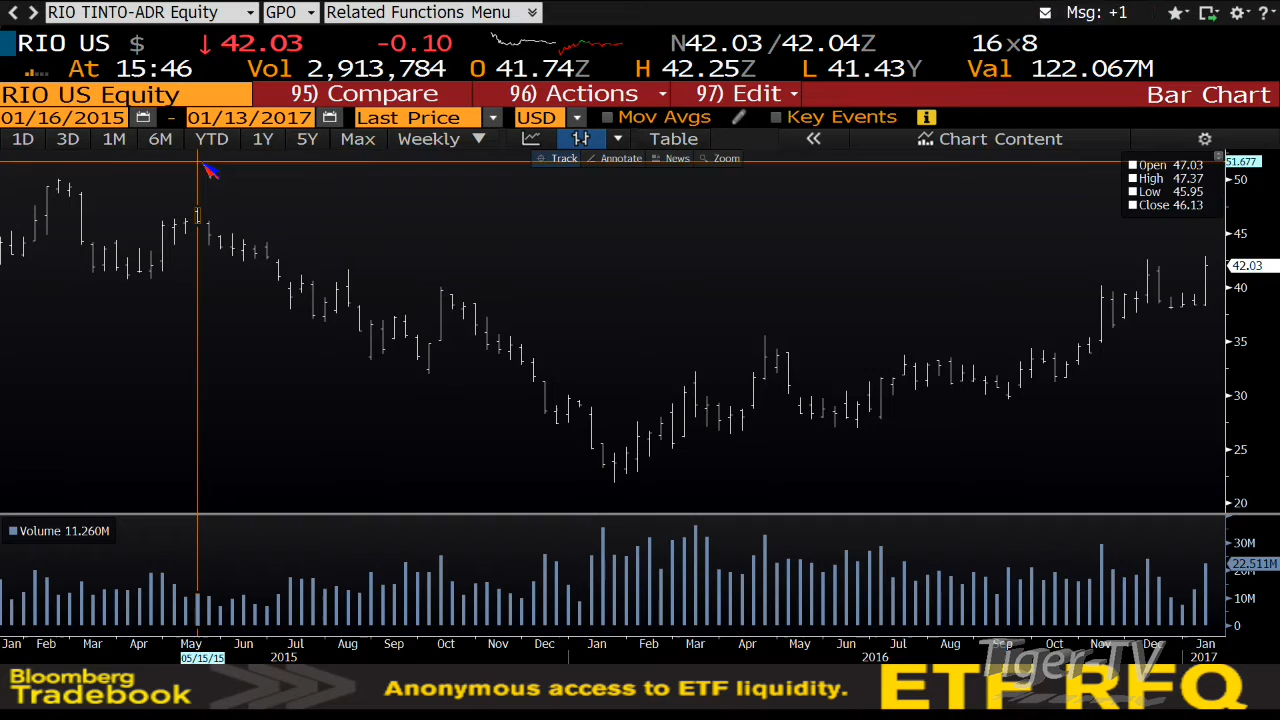 RIO TINTO-ADR Equity GPO Related Functions Menu Msg: +1 ?
RIO US $ ↓ 42.03 -0.10 N42.03 /42.04Z 16 x 8
At 15:46 Vol 2,913,784 O 41.74Z H 42.25Z L 41.43Y Val 122.067M
RIO US Equity 95) Compare 96) Actions 97) Edit Bar Chart
01/16/2015 - 01/13/2017 Last Price USD Mov Avgs Key Events i
1D 3D 1M 6M YTD 1Y 5Y Max Weekly ▼ Table « Chart Content
Track Annotate News Zoom
Open 47.03
High 47.37
Low 45.95
Close 46.13
51.677
50
45
42.03
40
35
30
25
20
Volume 11.260M
30M
22.511M
20M
10M
0
Jan Feb Mar Apr May Jun Jul Aug Sep Oct Nov Dec Jan Feb Mar Apr May Jun Jul Aug Sep Oct Nov Dec Jan
05/15/15 2015 2016 2017
Tiger-TV
Bloomberg
Tradebook
Anonymous access to ETF liquidity.
ETF RFQ